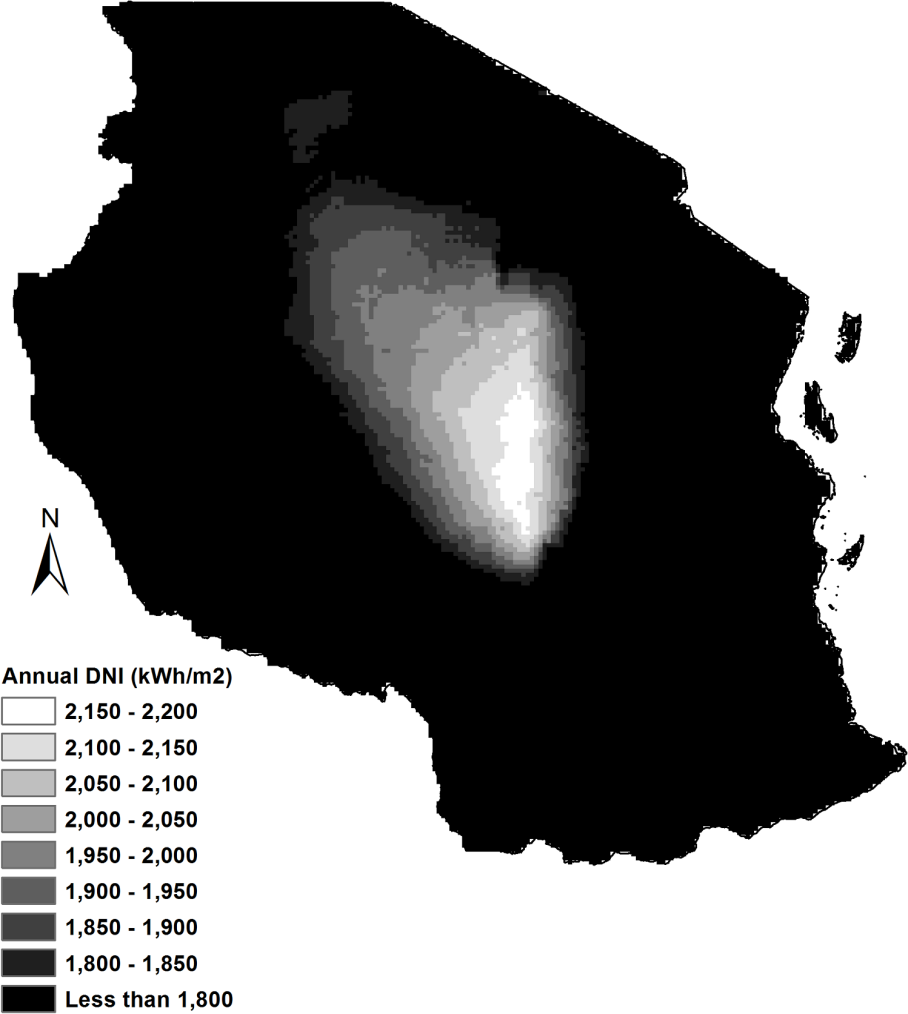 N
Annual DNI (kWh/m2)
2,150 - 2,200
2,100 - 2,150
2,050 - 2,100
2,000 - 2,050
1,950 - 2,000
1,900 - 1,950
1,850 - 1,900
1,800 - 1,850
Less than 1,800